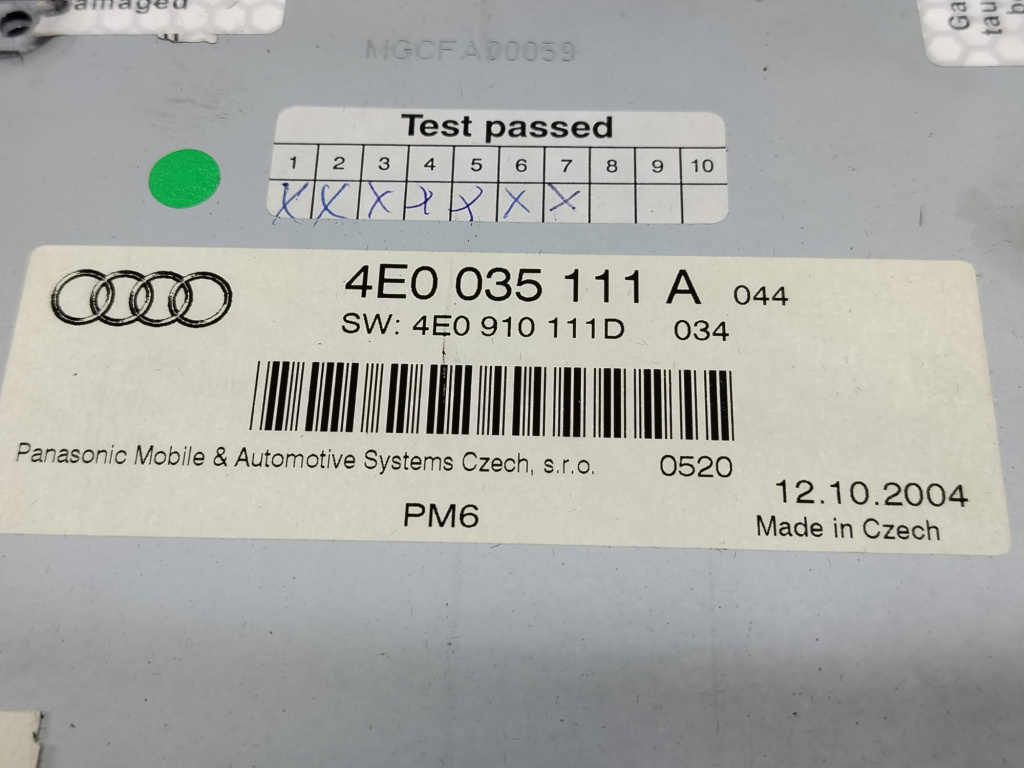 amaged
MGCFA00059
Test passed
1 2 3 4 5 6 7 8 9 10
X X X X X X X
4E0 035 111 A 044
SW: 4E0 910 111D 034
Panasonic Mobile & Automotive Systems Czech, s.r.o. 0520
12.10.2004
PM6
Made in Czech